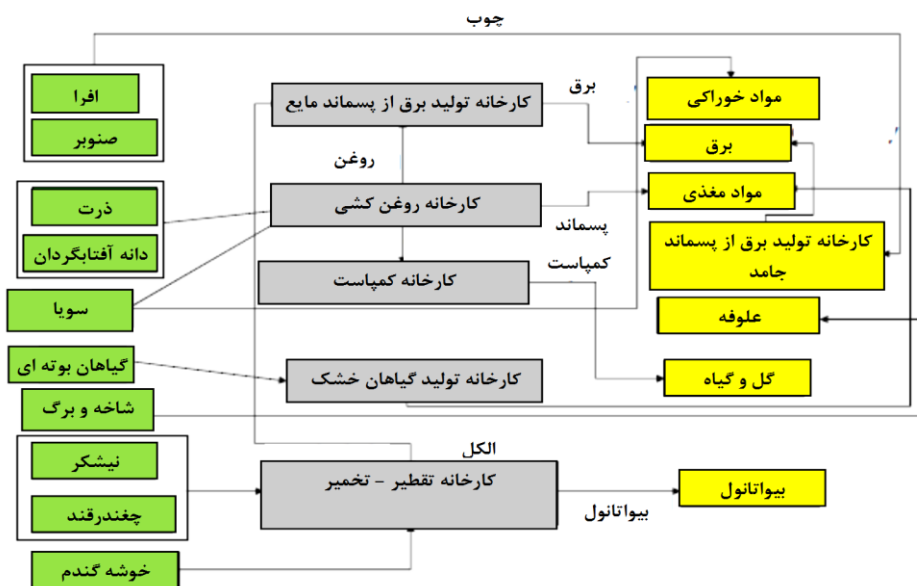 چوب
افرا
کارخانه تولید برق از پسماند مایع
برق
مواد خوراکی
صنوبر
برق
روغن
ذرت
کارخانه روغن کشی
مواد مغذی
پسماند
دانه آفتابگردان
کارخانه تولید برق از پسماند
جامد
کمپاست
کارخانه کمپاست
سویا
علوفه
گیاهان بوته ای
کارخانه تولید گیاهان خشک
گل و گیاه
شاخه و برگ
الکل
نیشکر
کارخانه تقطیر - تخمیر
بیواتانول
بیواتانول
چغندرقند
خوشه گندم